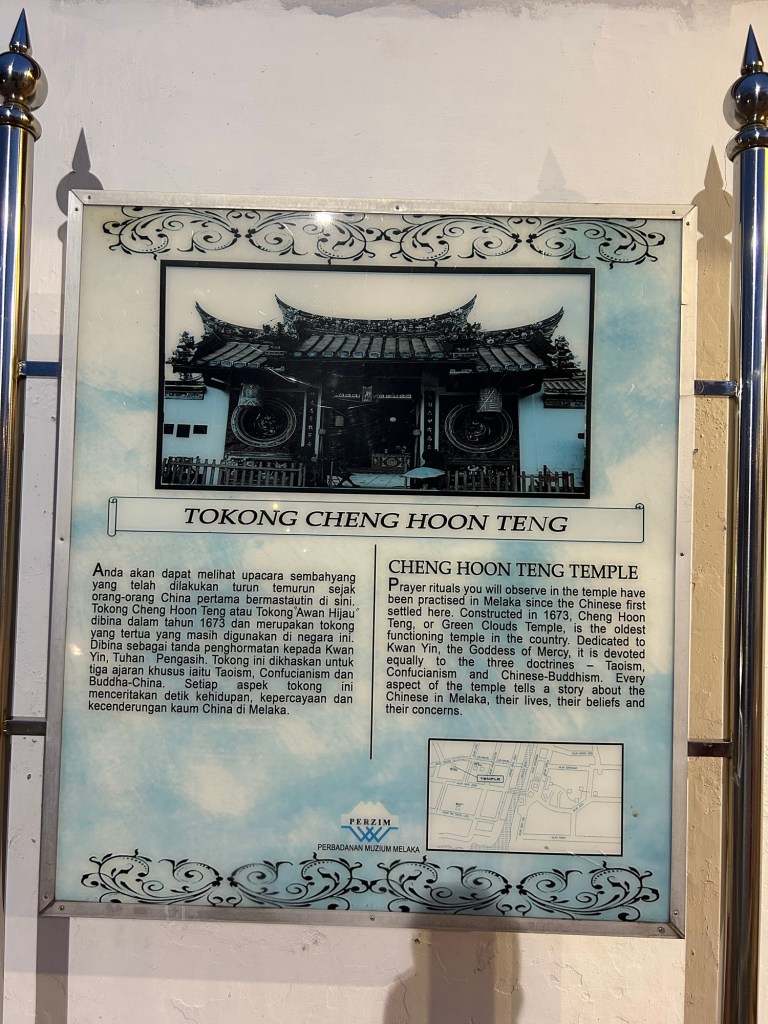 TOKONG CHENG HOON TENG
Anda akan dapat melihat upacara sembahyang
yang telah dilakukan turun temurun sejak
orang-orang China pertama bermastautin di sini.
Tokong Cheng Hoon Teng atau Tokong "Awan Hijau"
dibina dalam tahun 1673 dan merupakan tokong
yang tertua yang masih digunakan di negara ini.
Dibina sebagai tanda penghormatan kepada Kwan
Yin, Tuhan Pengasih. Tokong ini dikhaskan untuk
tiga ajaran khusus iaitu Taoism, Confucianism dan
Buddha-China. Setiap aspek tokong ini
menceritakan detik kehidupan, kepercayaan dan
kecenderungan kaum China di Melaka.
CHENG HOON TENG TEMPLE
Prayer rituals you will observe in the temple have
been practised in Melaka since the Chinese first
settled here. Constructed in 1673, Cheng Hoon
Teng, or Green Clouds Temple, is the oldest
functioning temple in the country. Dedicated to
Kwan Yin, the Goddess of Mercy, it is devoted
equally to the three doctrines – Taoism,
Confucianism and Chinese-Buddhism. Every
aspect of the temple tells a story about the
Chinese in Melaka, their lives, their beliefs and
their concerns.
TEMPLE
PERZIM
PERBADANAN MUZIUM MELAKA